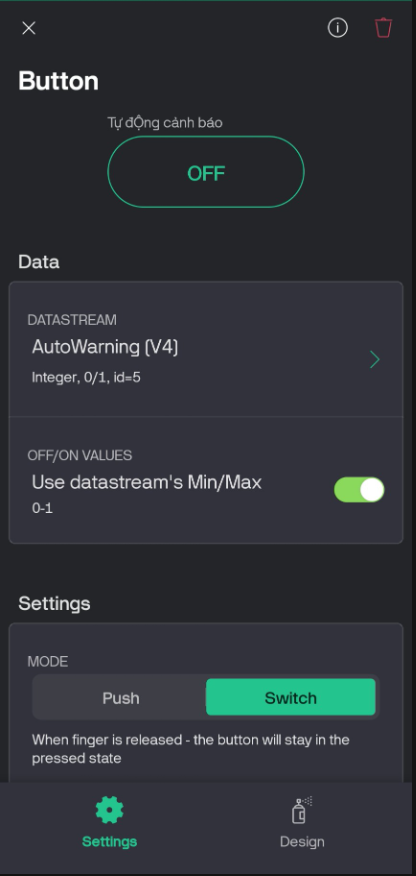 Button
Tự động cảnh báo
OFF
Data
DATASTREAM
AutoWarning (V4)
Integer, 0/1, id=5
OFF/ON VALUES
Use datastream's Min/Max
0-1
Settings
MODE
Push
Switch
When finger is released - the button will stay in the
pressed state
Settings
Design